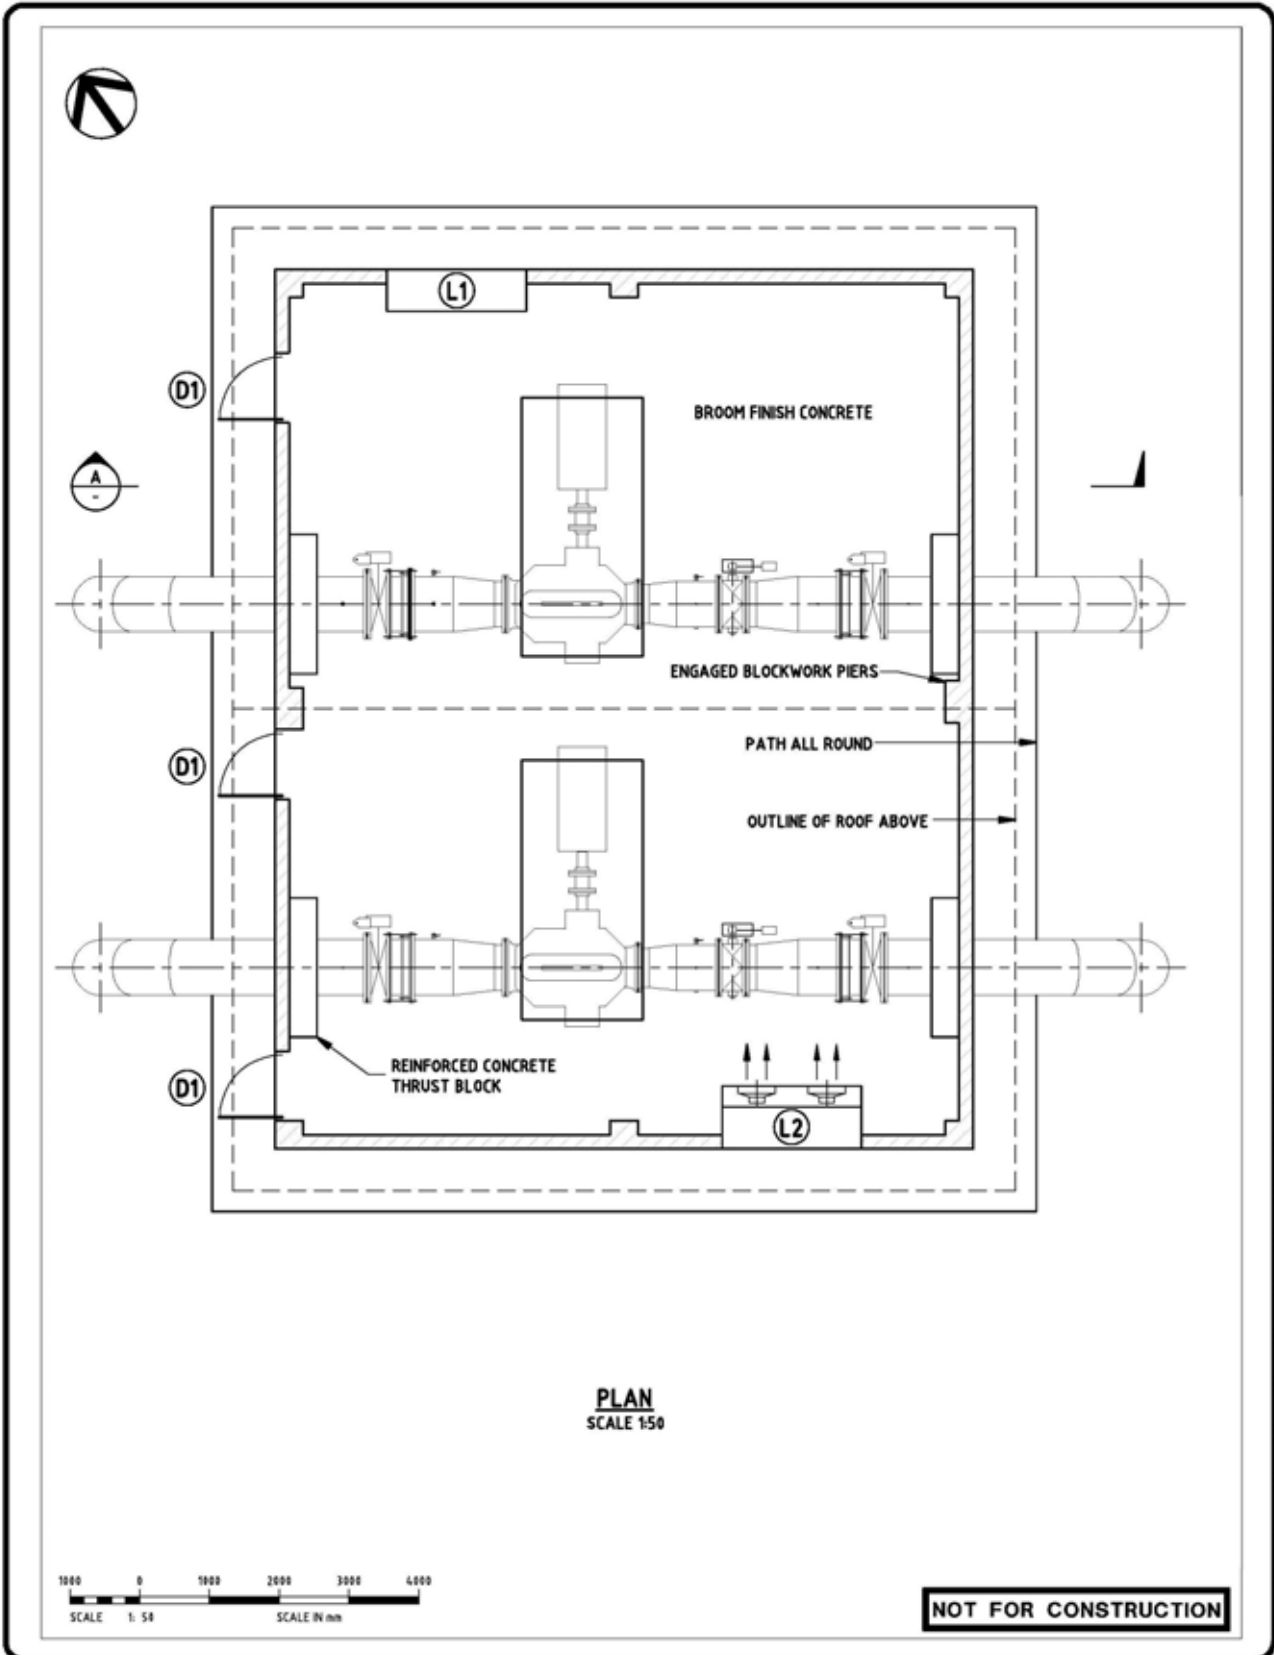 L1
D1
BROOM FINISH CONCRETE
A
-
ENGAGED BLOCKWORK PIERS
D1
PATH ALL ROUND
OUTLINE OF ROOF ABOVE
REINFORCED CONCRETE
THRUST BLOCK
D1
L2
PLAN
SCALE 1:50
1000 0 1000 2000 3000 4000
SCALE 1: 50 SCALE IN mm
NOT FOR CONSTRUCTION